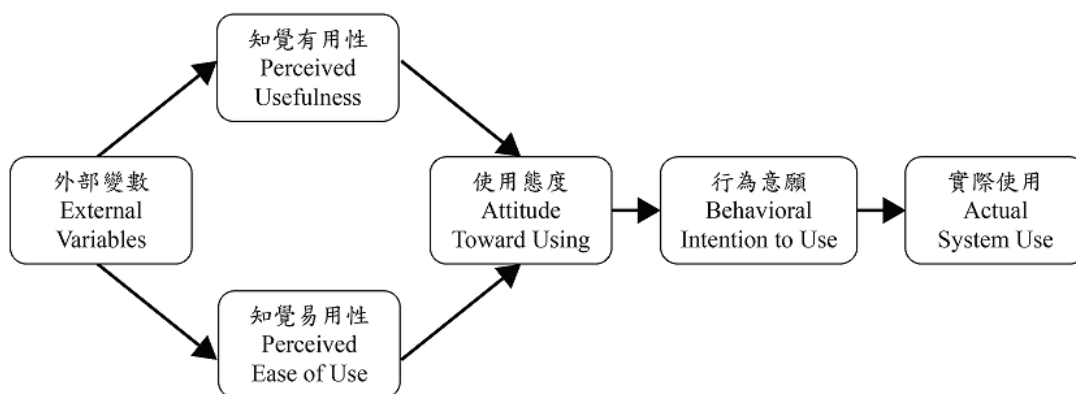 知覺有用性
Perceived
Usefulness
外部變數
External
Variables
使用態度
Attitude
Toward Using
行為意願
Behavioral
Intention to Use
實際使用
Actual
System Use
知覺易用性
Perceived
Ease of Use